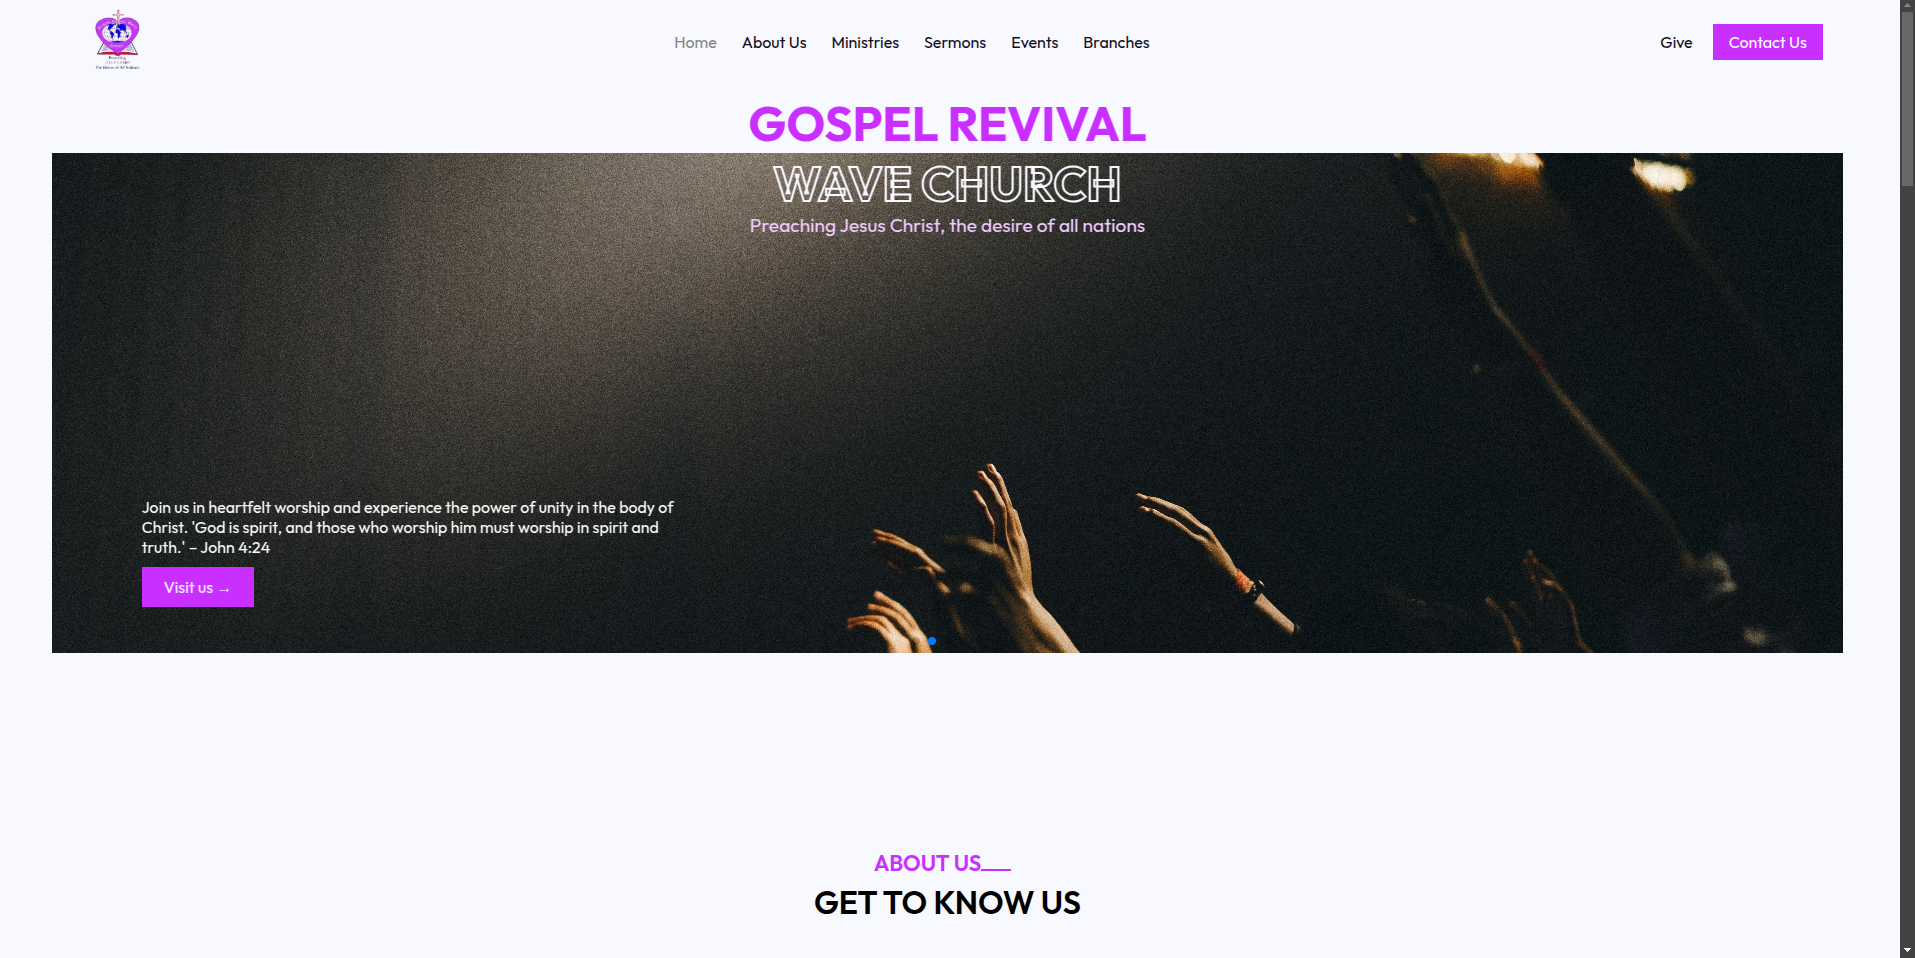 Home About Us Ministries Sermons Events Branches Give Contact Us
GOSPEL REVIVAL
WAVE CHURCH
Preaching Jesus Christ, the desire of all nations
Join us in heartfelt worship and experience the power of unity in the body of
Christ. 'God is spirit, and those who worship him must worship in spirit and
truth.' – John 4:24
Visit us →
ABOUT US
GET TO KNOW US